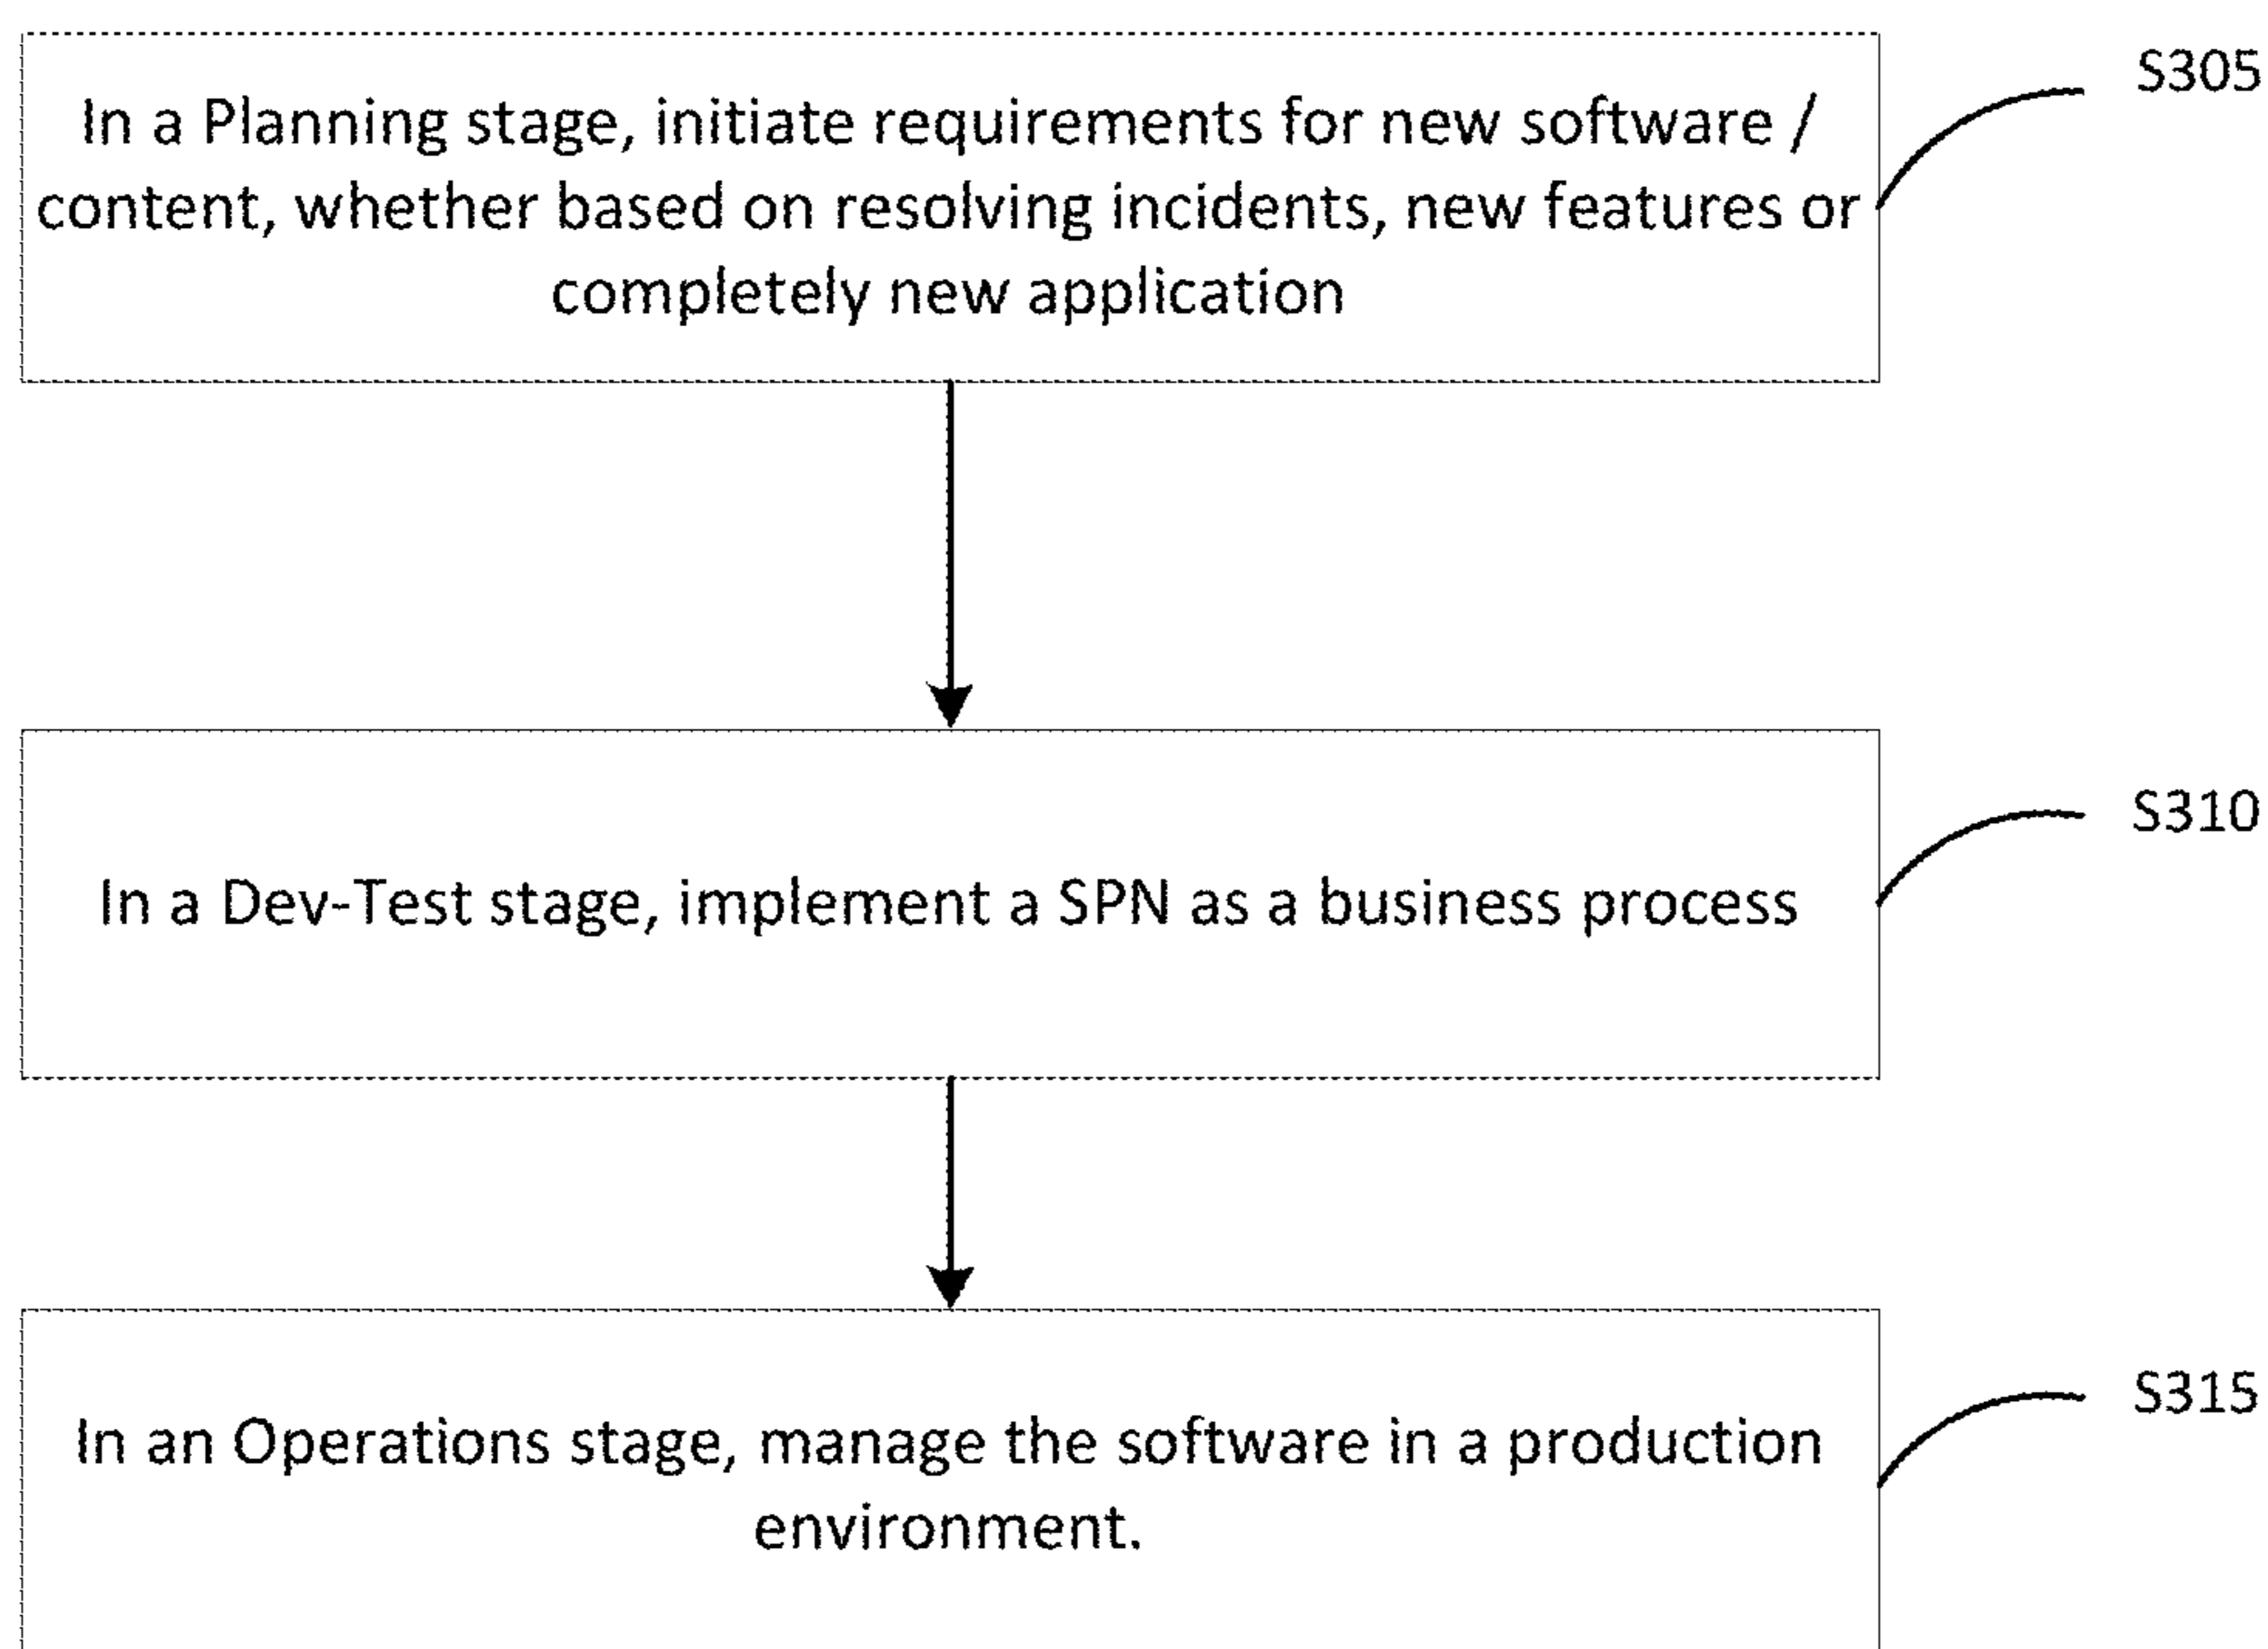 S305
In a Planning stage, initiate requirements for new software /
content, whether based on resolving incidents, new features or
completely new application
S310
In a Dev-Test stage, implement a SPN as a business process
S315
In an Operations stage, manage the software in a production
environment.